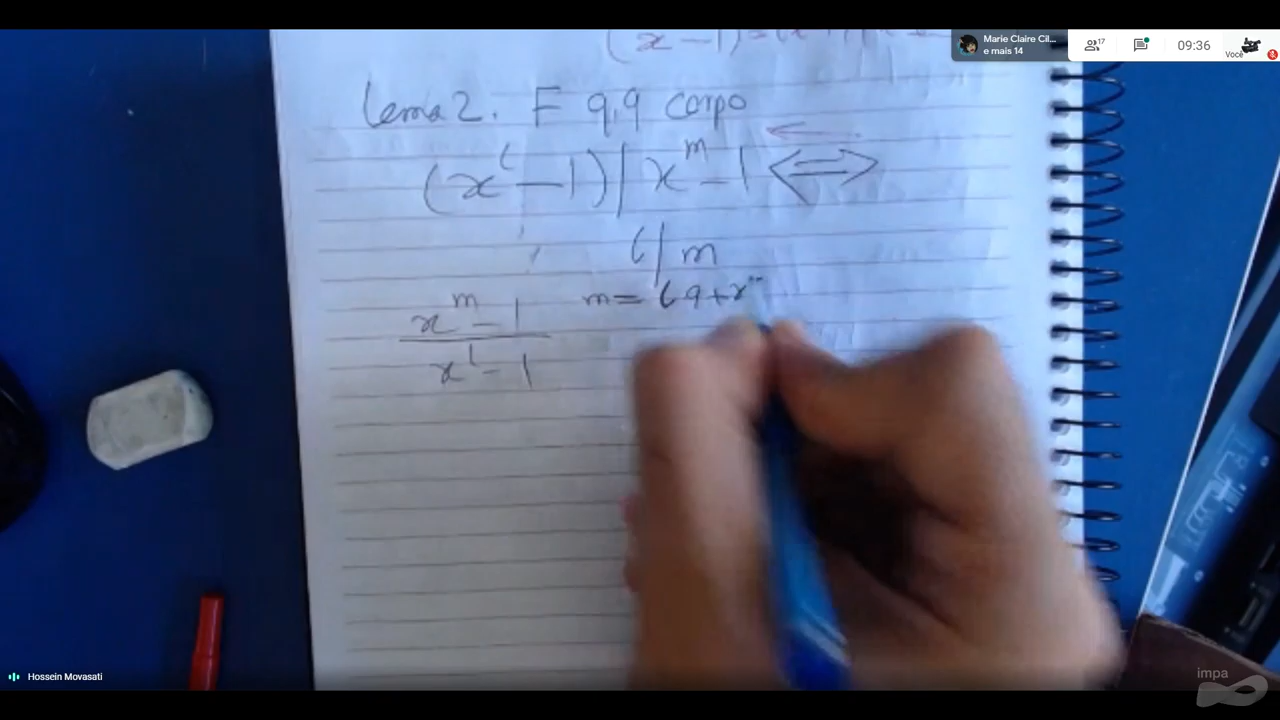 Marie Claire Cil...
e mais 14
17
09:36
Você
Lema 2. F q.q corpo
(x^l - 1) | x^m - 1 <=>
l | m
m = lq + r
x^m - 1
x^l - 1
Hossein Movasati
impa